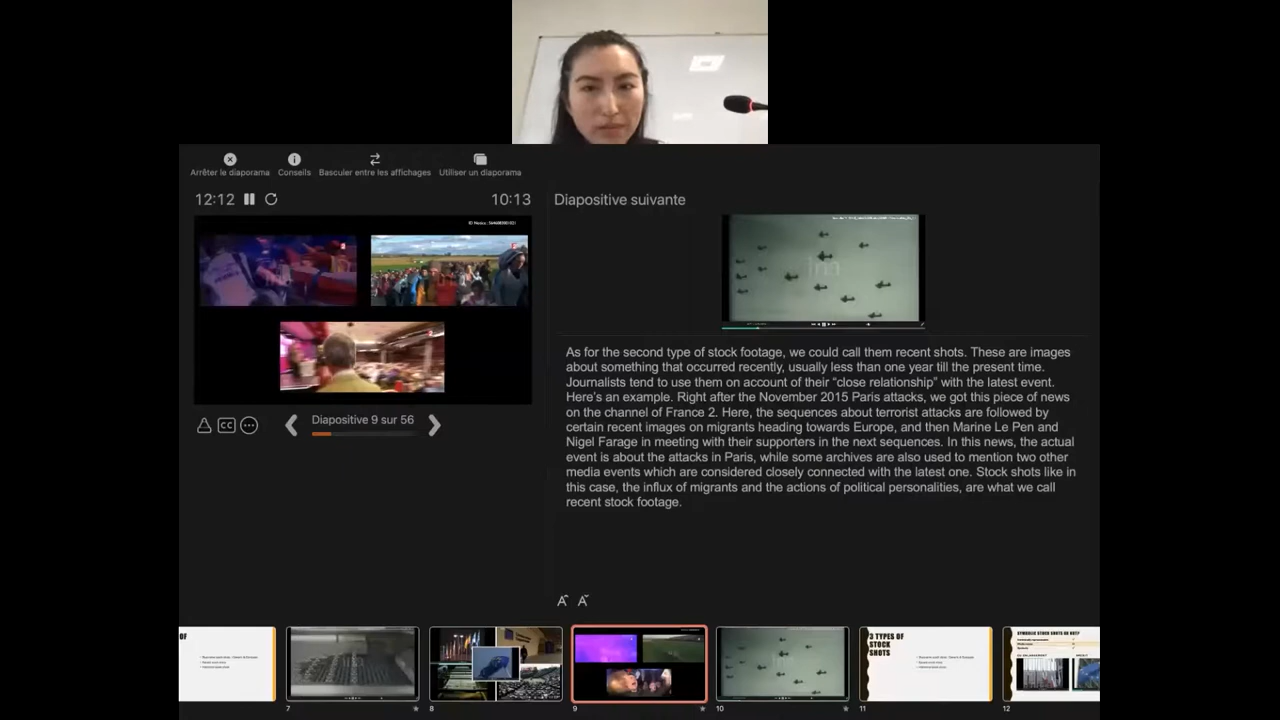 Arrêter le diaporama
Conseils
Basculer entre les affichages
Utiliser un diaporama
12:12
10:13
Diapositive suivante
As for the second type of stock footage, we could call them recent shots. These are images
about something that occurred recently, usually less than one year till the present time.
Journalists tend to use them on account of their “close relationship” with the latest event.
Here's an example. Right after the November 2015 Paris attacks, we got this piece of news
on the channel of France 2. Here, the sequences about terrorist attacks are followed by
certain recent images on migrants heading towards Europe, and then Marine Le Pen and
Nigel Farage in meeting with their supporters in the next sequences. In this news, the actual
event is about the attacks in Paris, while some archives are also used to mention two other
media events which are considered closely connected with the latest one. Stock shots like in
this case, the influx of migrants and the actions of political personalities, are what we call
recent stock footage.
CC
Diapositive 9 sur 56
A A
OF
3 TYPES OF
STOCK
SHOTS
SYMBOLIC STOCK SHOTS OR NOT?
7
8
9
10
11
12